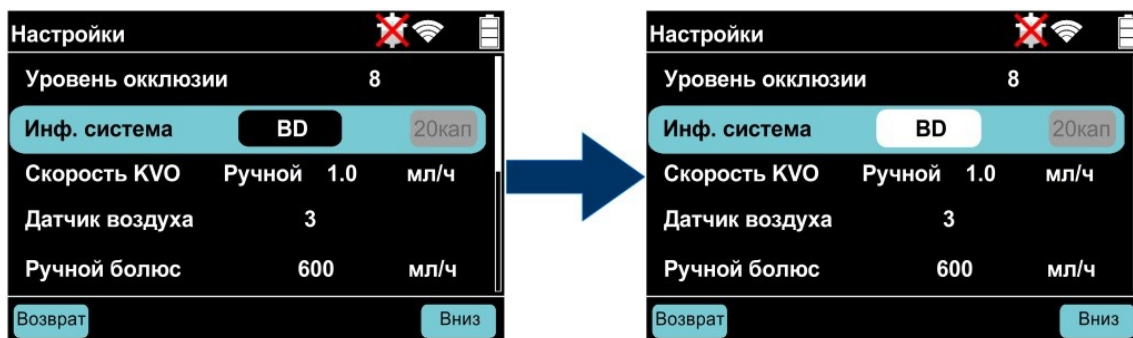 Настройки
Уровень окклюзии 8
Инф. система BD 20кап
Скорость KVO Ручной 1.0 мл/ч
Датчик воздуха 3
Ручной болюс 600 мл/ч
Возврат Вниз
Настройки
Уровень окклюзии 8
Инф. система BD 20кап
Скорость KVO Ручной 1.0 мл/ч
Датчик воздуха 3
Ручной болюс 600 мл/ч
Возврат Вниз